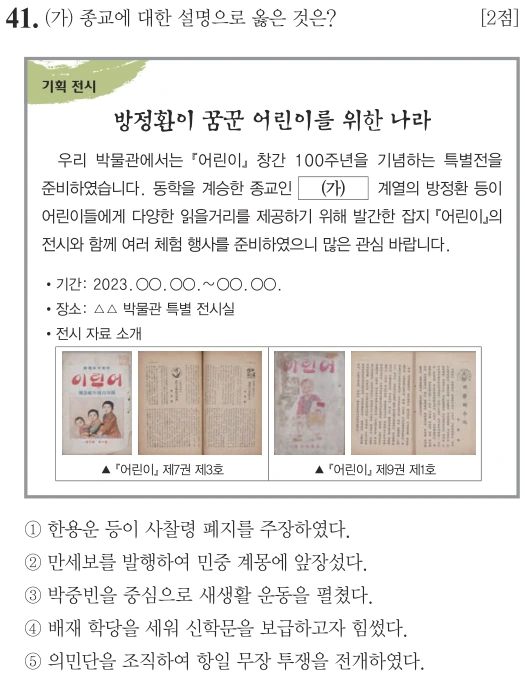 41. (가) 종교에 대한 설명으로 옳은 것은? [2점]
기획 전시
방정환이 꿈꾼 어린이를 위한 나라
우리 박물관에서는 『어린이』 창간 100주년을 기념하는 특별전을
준비하였습니다. 동학을 계승한 종교인 (가) 계열의 방정환 등이
어린이들에게 다양한 읽을거리를 제공하기 위해 발간한 잡지 『어린이』의
전시와 함께 여러 체험 행사를 준비하였으니 많은 관심 바랍니다.
• 기간: 2023.○○.○○.~○○.○○.
• 장소: △△ 박물관 특별 전시실
• 전시 자료 소개
이린어
이린어
▲ 『어린이』 제7권 제3호
▲ 『어린이』 제9권 제1호
① 한용운 등이 사찰령 폐지를 주장하였다.
② 만세보를 발행하여 민중 계몽에 앞장섰다.
③ 박중빈을 중심으로 새생활 운동을 펼쳤다.
④ 배재 학당을 세워 신학문을 보급하고자 힘썼다.
⑤ 의민단을 조직하여 항일 무장 투쟁을 전개하였다.